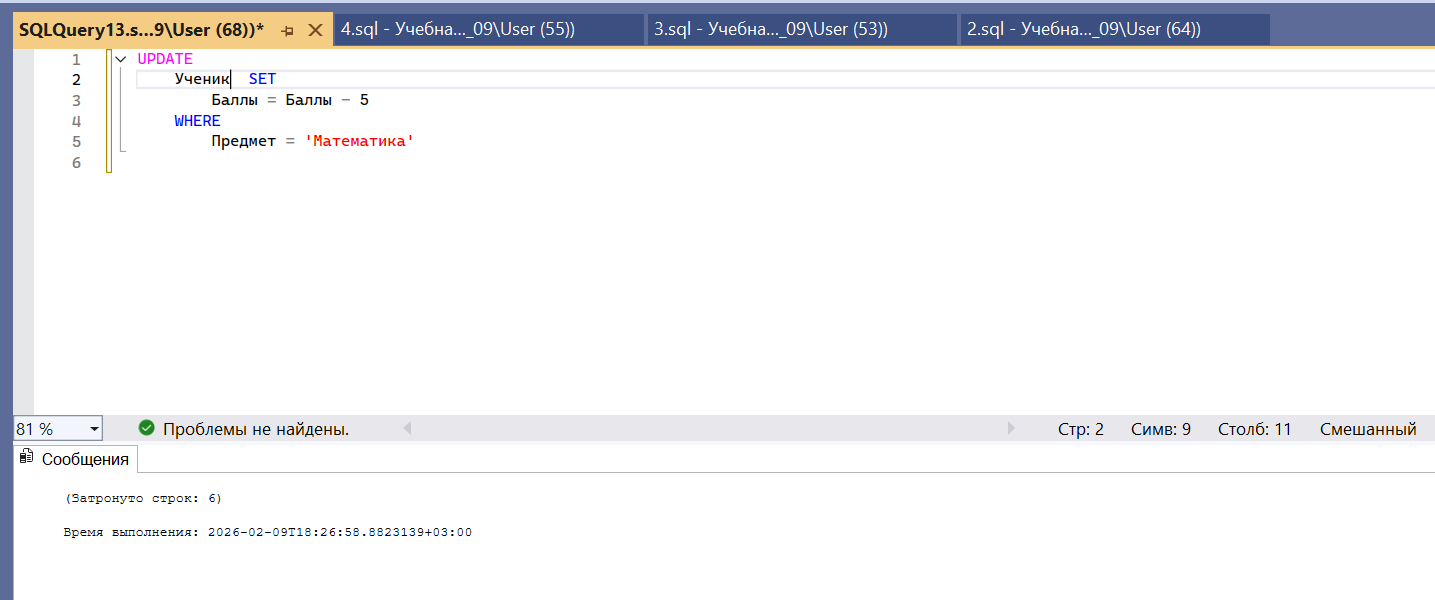 SQLQuery13.s...9\User (68))* 4.sql - Учебна..._09\User (55)) 3.sql - Учебна..._09\User (53)) 2.sql - Учебна..._09\User (64))
1 UPDATE
2 Ученик SET
3 Баллы = Баллы - 5
4 WHERE
5 Предмет = 'Математика'
6
81 % Проблемы не найдены. Стр: 2 Симв: 9 Столб: 11 Смешанный
Сообщения
(Затронуто строк: 6)
Время выполнения: 2026-02-09T18:26:58.8823139+03:00